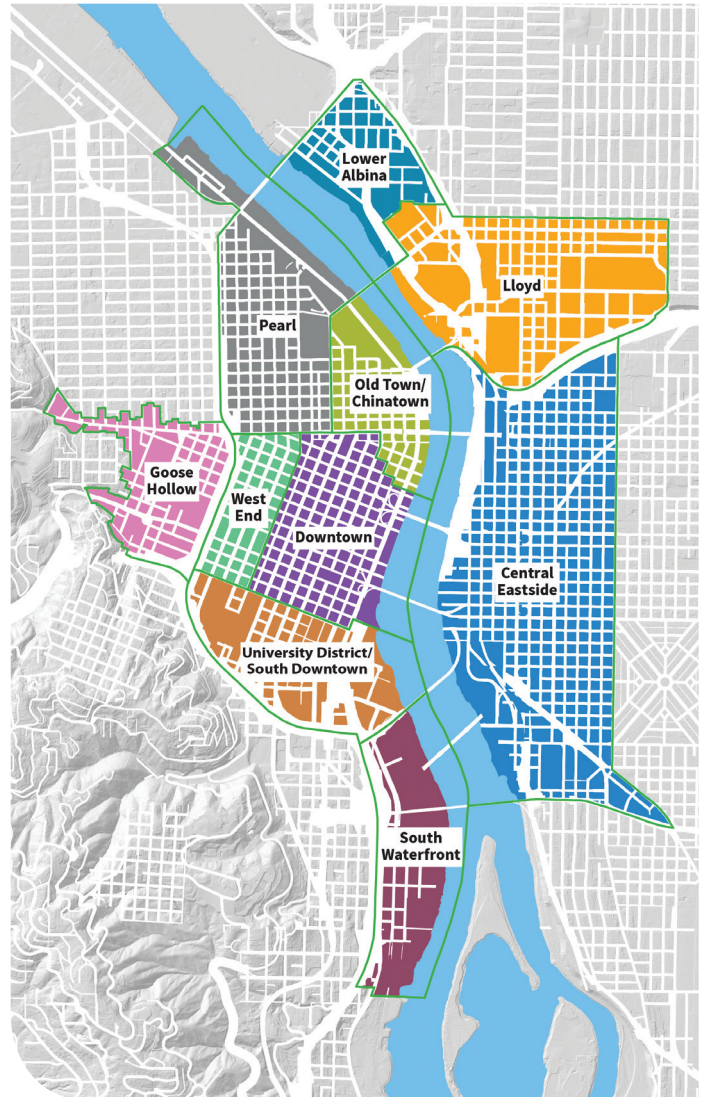 Lower
Albina
Lloyd
Pearl
Old Town/
Chinatown
Goose
Hollow
West
End
Downtown
Central
Eastside
University District/
South Downtown
South
Waterfront